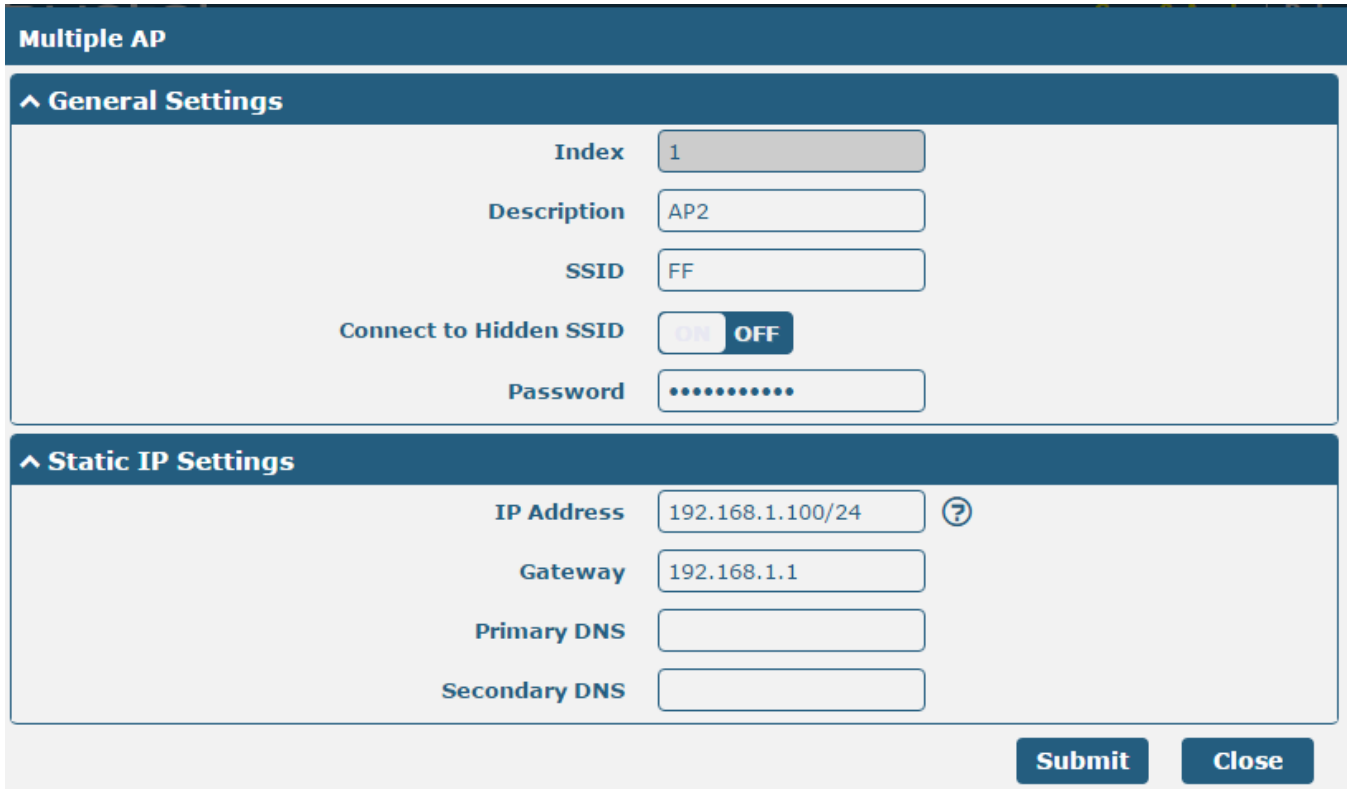 Multiple AP
General Settings
Index 1
Description AP2
SSID FF
Connect to Hidden SSID ON OFF
Password •••••••••••
Static IP Settings
IP Address 192.168.1.100/24 ?
Gateway 192.168.1.1
Primary DNS
Secondary DNS
Submit Close